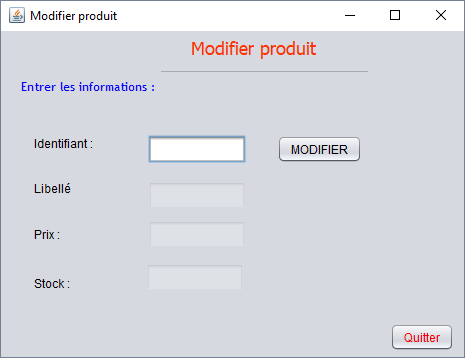 Modifier produit
Modifier produit
Entrer les informations :
Identifiant :
MODIFIER
Libellé
Prix :
Stock :
Quitter